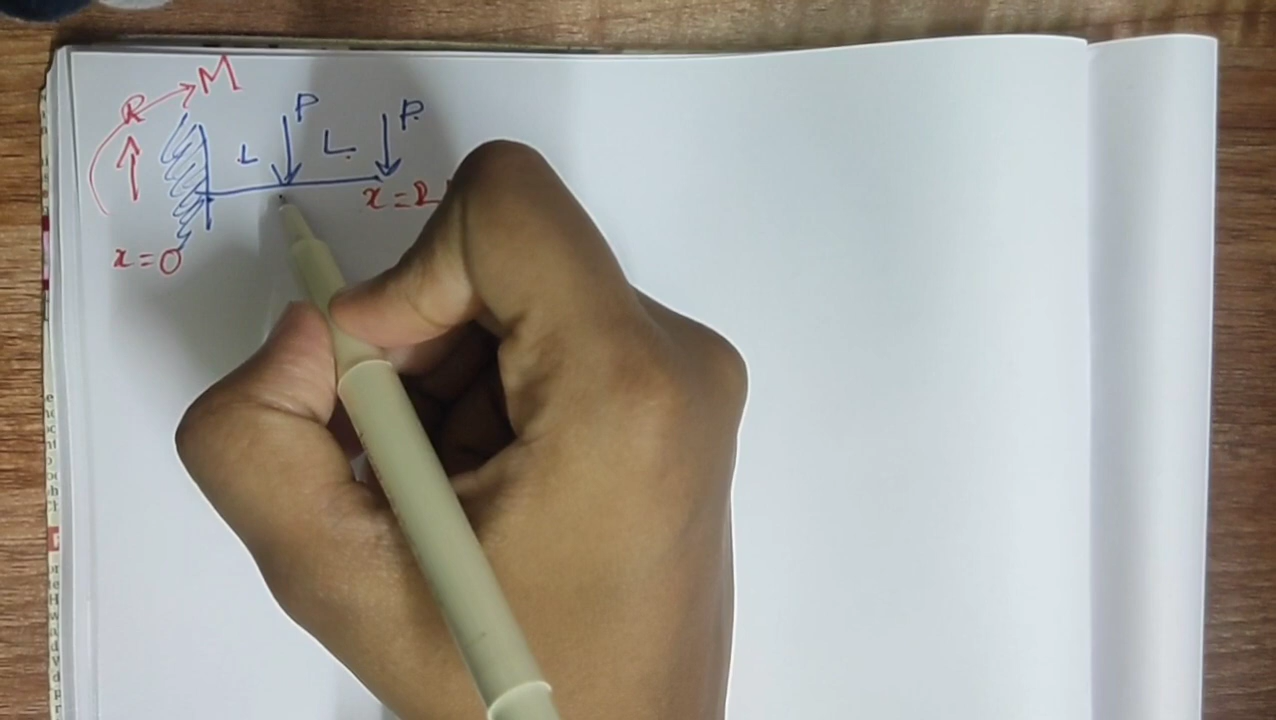 R M
P P.
L L.
x = 2
x = 0